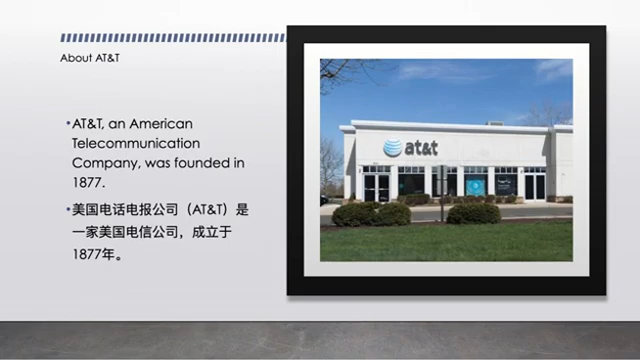 About AT&T
•AT&T, an American
Telecommunication
Company, was founded in
1877.
•美国电话电报公司（AT&T）是
一家美国电信公司，成立于
1877年。
at&t